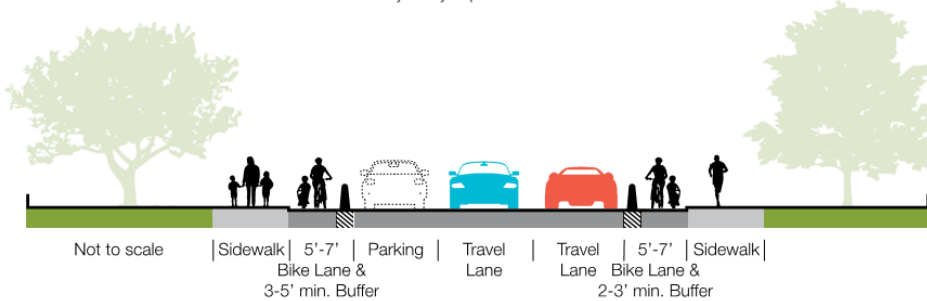 Not to scale
Sidewalk
5'-7'
Bike Lane &
3-5' min. Buffer
Parking
Travel
Lane
Travel
Lane
5'-7'
Bike Lane &
2-3' min. Buffer
Sidewalk